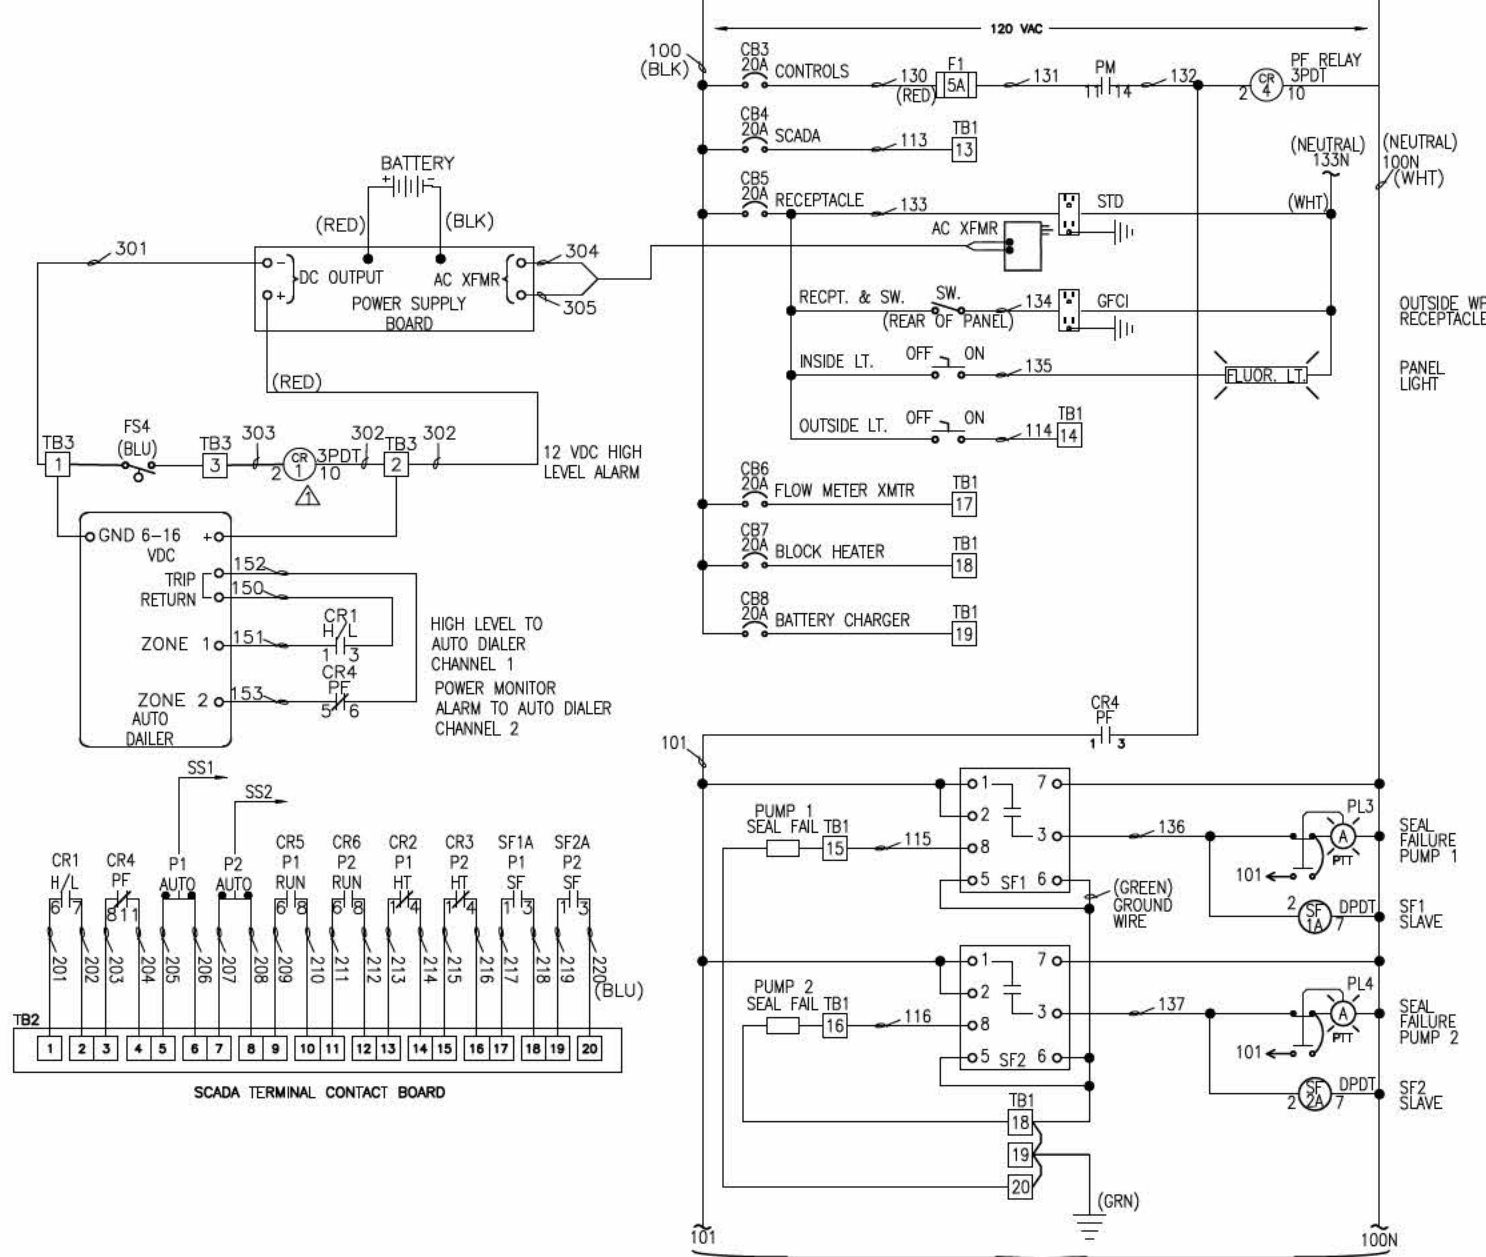 120 VAC
100
(BLK)
CB3
20A
CONTROLS
130
(RED)
F1
5A
131
PM
11 14
132
PF RELAY
3PDT
2
CR
4
10
CB4
20A
SCADA
113
TB1
13
(NEUTRAL)
133N
(NEUTRAL)
100N
(WHT)
CB5
20A
RECEPTACLE
133
STD
(WHT)
AC XFMR
RECPT. & SW.
SW.
(REAR OF PANEL)
134
GFCI
OUTSIDE WP
RECEPTACLE
INSIDE LT.
OFF
ON
135
FLUOR. LT.
PANEL
LIGHT
OUTSIDE LT.
OFF
ON
114
TB1
14
CB6
20A
FLOW METER XMTR
TB1
17
CB7
20A
BLOCK HEATER
TB1
18
CB8
20A
BATTERY CHARGER
TB1
19
BATTERY
+
-
(RED)
(BLK)
301
-
+
DC OUTPUT
AC XFMR
POWER SUPPLY
BOARD
304
305
(RED)
TB3
1
FS4
(BLU)
TB3
3
303
2
CR
1
3PDT
10
1
302
TB3
2
302
12 VDC HIGH
LEVEL ALARM
GND 6-16
VDC
+
TRIP
RETURN
152
150
ZONE 1
151
CR1
H/L
1 3
HIGH LEVEL TO
AUTO DIALER
CHANNEL 1
ZONE 2
153
CR4
PF
5 6
POWER MONITOR
ALARM TO AUTO DIALER
CHANNEL 2
AUTO
DAILER
SS1
SS2
CR1
H/L
6 7
CR4
PF
8 11
P1
AUTO
P2
AUTO
CR5
P1
RUN
6 8
CR6
P2
RUN
6 8
CR2
P1
HT
1 4
CR3
P2
HT
1 4
SF1A
P1
SF
1 3
SF2A
P2
SF
1 3
201
202
203
204
205
206
207
208
209
210
211
212
213
214
215
216
217
218
219
220
(BLU)
TB2
1 2 3 4 5 6 7 8 9 10 11 12 13 14 15 16 17 18 19 20
SCADA TERMINAL CONTACT BOARD
CR4
PF
1 3
101
PUMP 1
SEAL FAIL
TB1
15
115
1
2
8
5
7
3
6
SF1
136
PL3
A
PTT
101
SEAL
FAILURE
PUMP 1
(GREEN)
GROUND
WIRE
2
SF
1A
DPDT
7
SF1
SLAVE
PUMP 2
SEAL FAIL
TB1
16
116
1
2
8
5
7
3
6
SF2
137
PL4
A
PTT
101
SEAL
FAILURE
PUMP 2
2
SF
2A
DPDT
7
SF2
SLAVE
TB1
18
19
20
(GRN)
101
100N